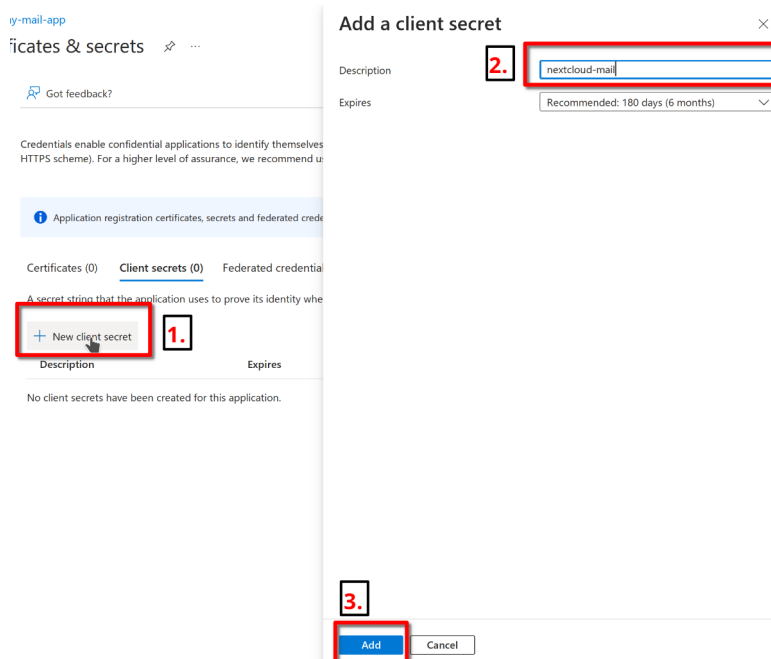 y-mail-app
ficates & secrets
Got feedback?
Credentials enable confidential applications to identify themselves
HTTPS scheme). For a higher level of assurance, we recommend u
Application registration certificates, secrets and federated crede
Certificates (0) Client secrets (0) Federated credential
A secret string that the application uses to prove its identity whe
1.
New client secret
Description Expires
No client secrets have been created for this application.
Add a client secret
2.
Description nextcloud-mail
Expires Recommended: 180 days (6 months)
3.
Add Cancel